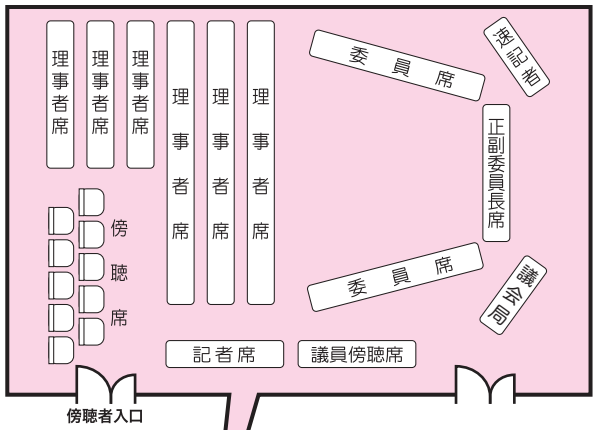 理事者席
理事者席
理事者席
理事者席
理事者席
理事者席
委員席
速記者
正副委員長席
委員席
議会局
傍聴席
記者席
議員傍聴席
傍聴者入口